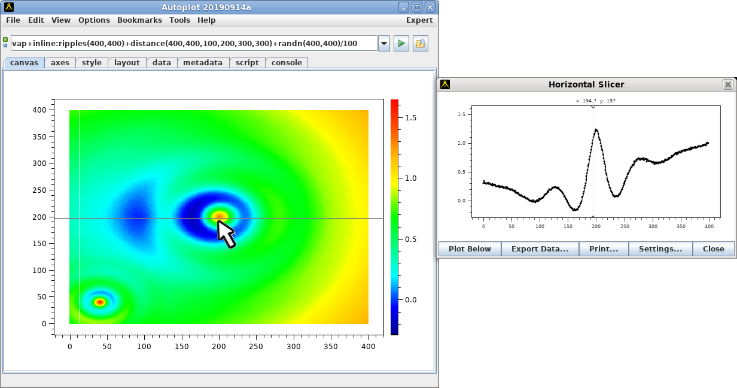 Autoplot 20190914a
File Edit View Options Bookmarks Tools Help Expert
vap+inline:ripples(400,400)+distance(400,400,100,200,300,300)+randn(400,400)/100
canvas axes style layout data metadata script console
400
350
300
250
200
150
100
50
0
0 50 100 150 200 250 300 350 400
1.5
1.0
0.5
0.0
Horizontal Slicer
x: 194.7 y: 197
1.5
1.0
0.5
0.0
0 50 100 150 200 250 300 350 400
Plot Below Export Data... Print... Settings... Close